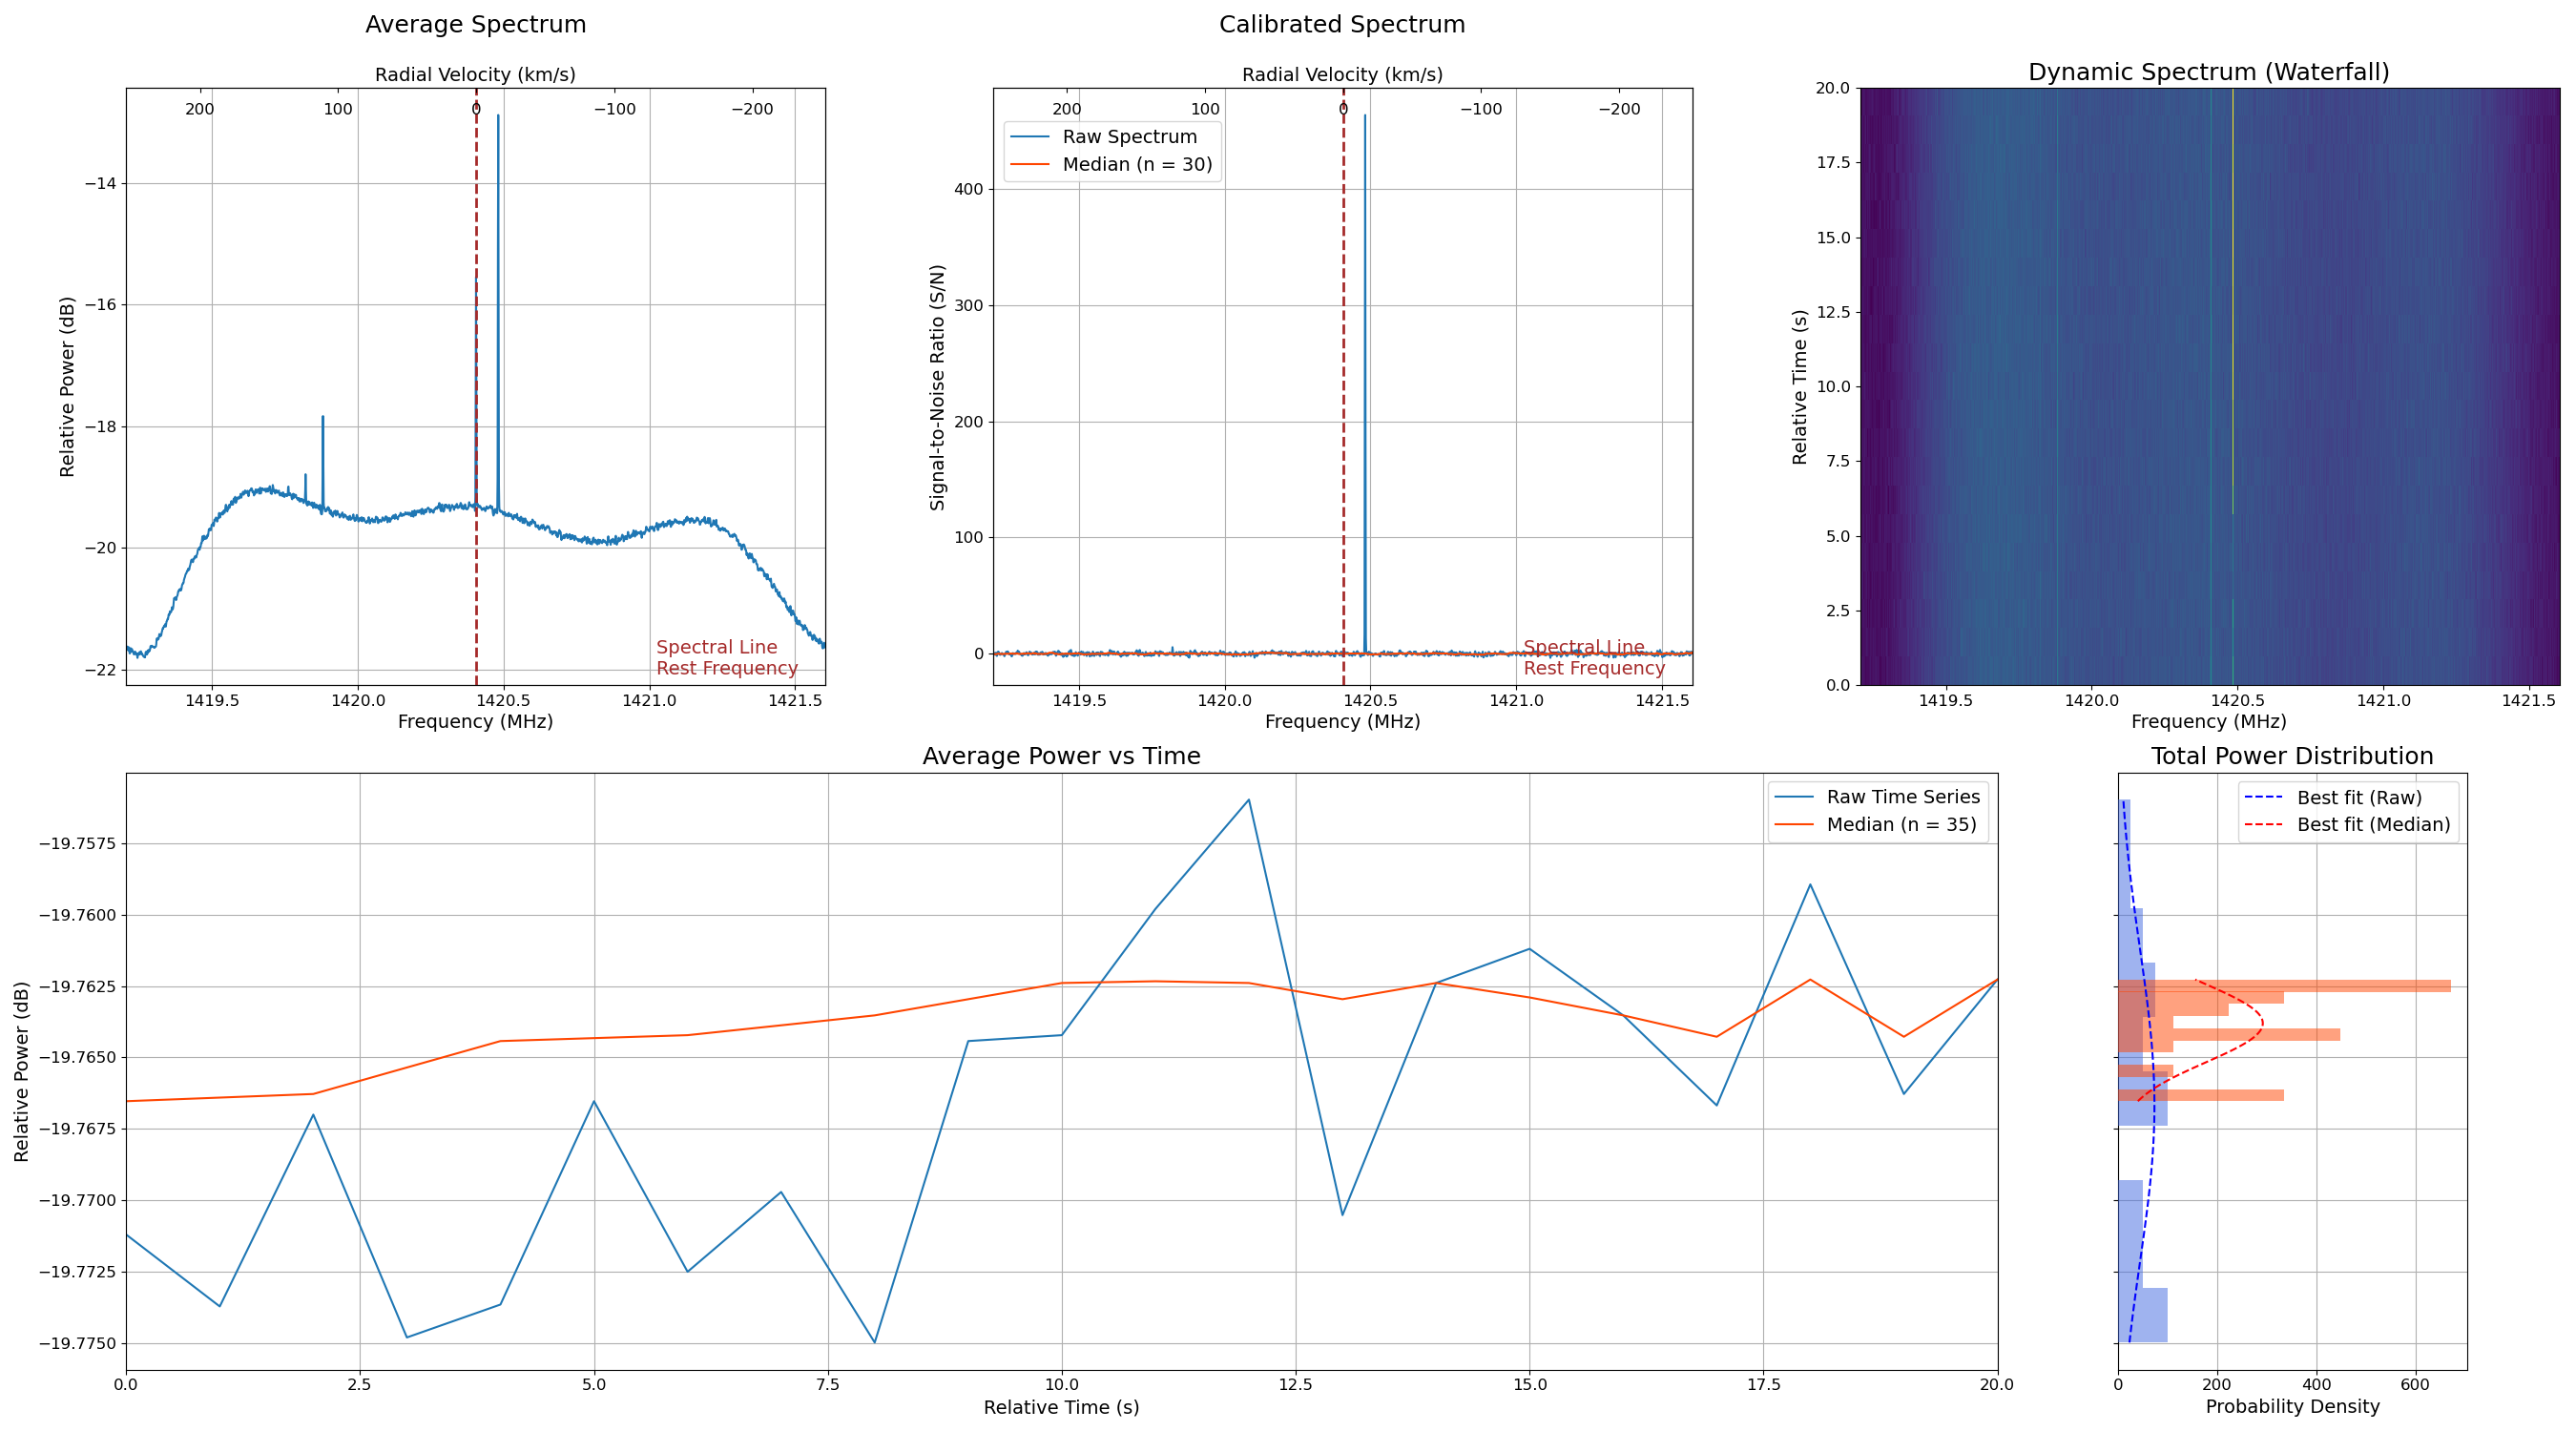 Average Spectrum
Radial Velocity (km/s)
200 100 0 −100 −200
Relative Power (dB)
−14
−16
−18
−20
−22
Spectral Line
Rest Frequency
1419.5 1420.0 1420.5 1421.0 1421.5
Frequency (MHz)
Calibrated Spectrum
Radial Velocity (km/s)
200 100 0 −100 −200
Raw Spectrum
Median (n = 30)
Signal-to-Noise Ratio (S/N)
400
300
200
100
0
Spectral Line
Rest Frequency
1419.5 1420.0 1420.5 1421.0 1421.5
Frequency (MHz)
Dynamic Spectrum (Waterfall)
Relative Time (s)
20.0
17.5
15.0
12.5
10.0
7.5
5.0
2.5
0.0
1419.5 1420.0 1420.5 1421.0 1421.5
Frequency (MHz)
Average Power vs Time
Raw Time Series
Median (n = 35)
Relative Power (dB)
−19.7575
−19.7600
−19.7625
−19.7650
−19.7675
−19.7700
−19.7725
−19.7750
0.0 2.5 5.0 7.5 10.0 12.5 15.0 17.5 20.0
Relative Time (s)
Total Power Distribution
Best fit (Raw)
Best fit (Median)
0 200 400 600
Probability Density